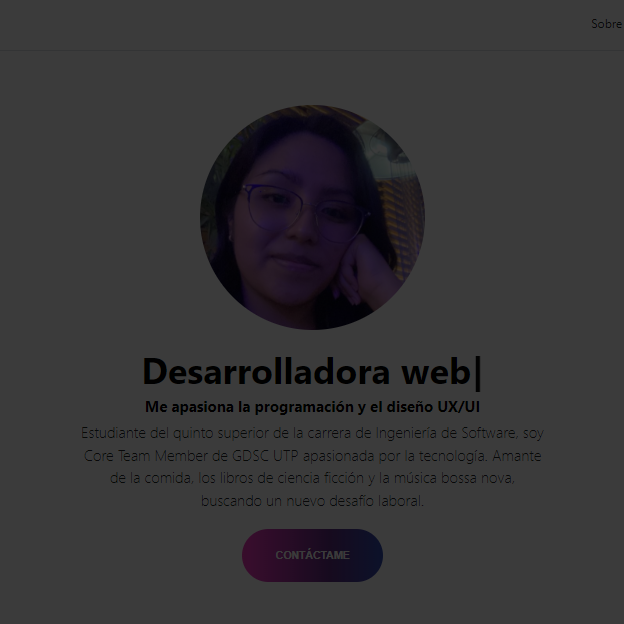 Sobre
Desarrolladora web|
Me apasiona la programación y el diseño UX/UI
Estudiante del quinto superior de la carrera de Ingeniería de Software, soy
Core Team Member de GDSC UTP apasionada por la tecnología. Amante
de la comida, los libros de ciencia ficción y la música bossa nova,
buscando un nuevo desafío laboral.
CONTÁCTAME